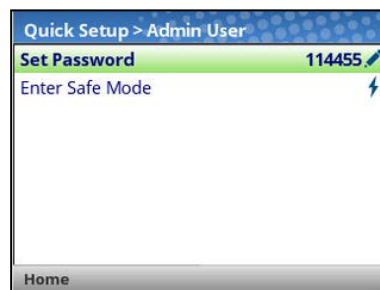 Quick Setup > Admin User
Set Password 114455
Enter Safe Mode
Home